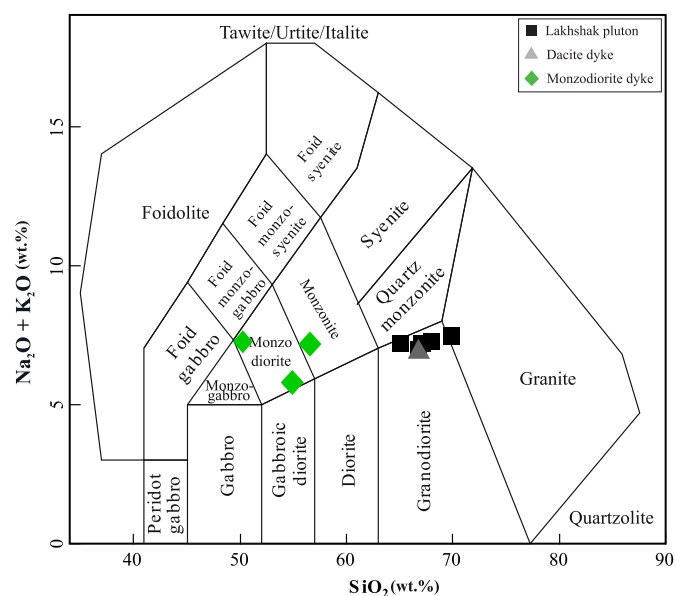 Tawite/Urtite/Italite
Lakhshak pluton
Dacite dyke
Monzodiorite dyke
Foid
syenite
Foidolite
Foid
monzo-
syenite
Syenite
Foid
monzo-
gabbro
Monzonite
Quartz
monzonite
Foid
gabbro
Monzo
diorite
Monzo-
gabbro
Granite
Peridot
gabbro
Gabbro
Gabbroic
diorite
Diorite
Granodiorite
Quartzolite
0
5
10
15
40
50
60
70
80
90
Na₂O + K₂O (wt.%)
SiO₂ (wt.%)